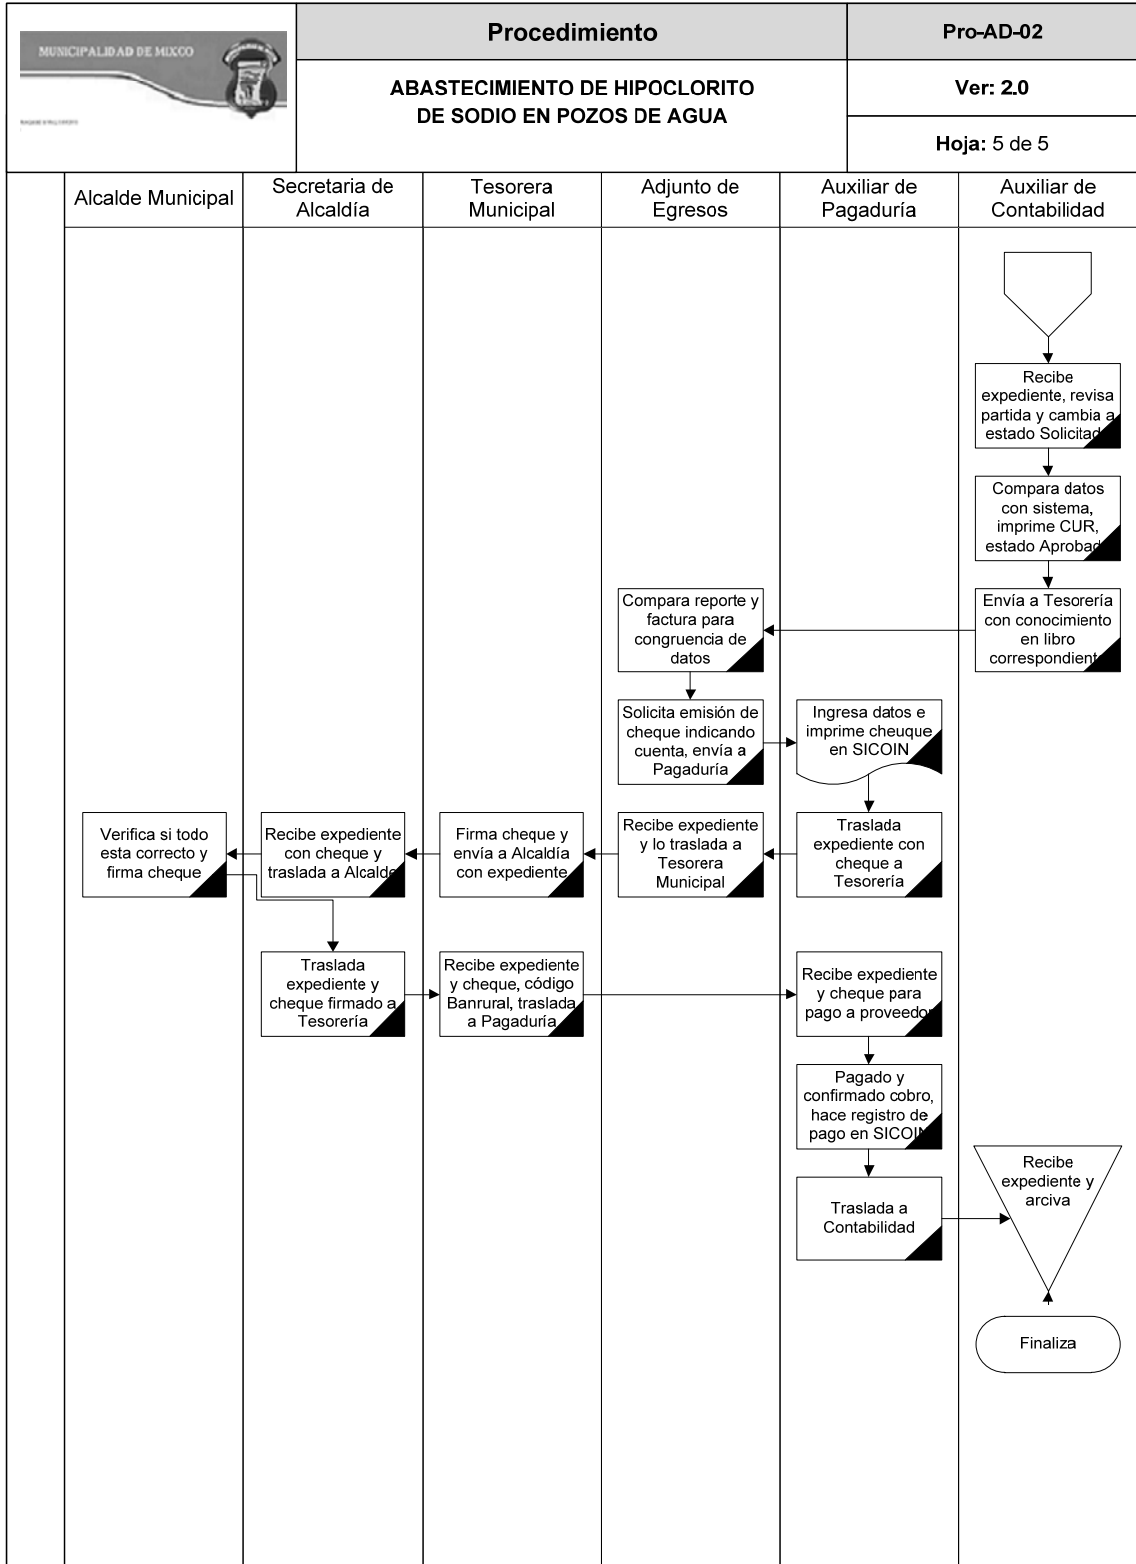 MUNICIPALIDAD DE MIXCO
Procedimiento
Pro-AD-02
ABASTECIMIENTO DE HIPOCLORITO
DE SODIO EN POZOS DE AGUA
Ver: 2.0
Hoja: 5 de 5
Alcalde Municipal
Secretaria de
Alcaldía
Tesorera
Municipal
Adjunto de
Egresos
Auxiliar de
Pagaduría
Auxiliar de
Contabilidad
Recibe
expediente, revisa
partida y cambia a
estado Solicitad
Compara datos
con sistema,
imprime CUR,
estado Aprobad
Envía a Tesorería
con conocimiento
en libro
correspondient
Compara reporte y
factura para
congruencia de
datos
Solicita emisión de
cheque indicando
cuenta, envía a
Pagaduría
Ingresa datos e
imprime cheuque
en SICOIN
Traslada
expediente con
cheque a
Tesorería
Recibe expediente
y lo traslada a
Tesorera
Municipal
Firma cheque y
envía a Alcaldía
con expediente
Recibe expediente
con cheque y
traslada a Alcalde
Verifica si todo
esta correcto y
firma cheque
Traslada
expediente y
cheque firmado a
Tesorería
Recibe expediente
y cheque, código
Banrural, traslada
a Pagaduría
Recibe expediente
y cheque para
pago a proveedor
Pagado y
confirmado cobro,
hace registro de
pago en SICOIN
Traslada a
Contabilidad
Recibe
expediente y
arciva
Finaliza